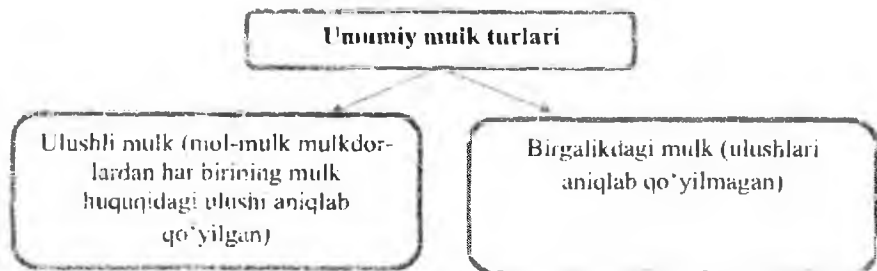 Umumiy mulk turlari
Ulushli mulk (mol-mulk mulkdor-
lardan har birining mulk
huquqidagi ulushi aniqlab
qo‘yilgan)
Birgalikdagi mulk (ulushlari
aniqlab qo‘yilmagan)